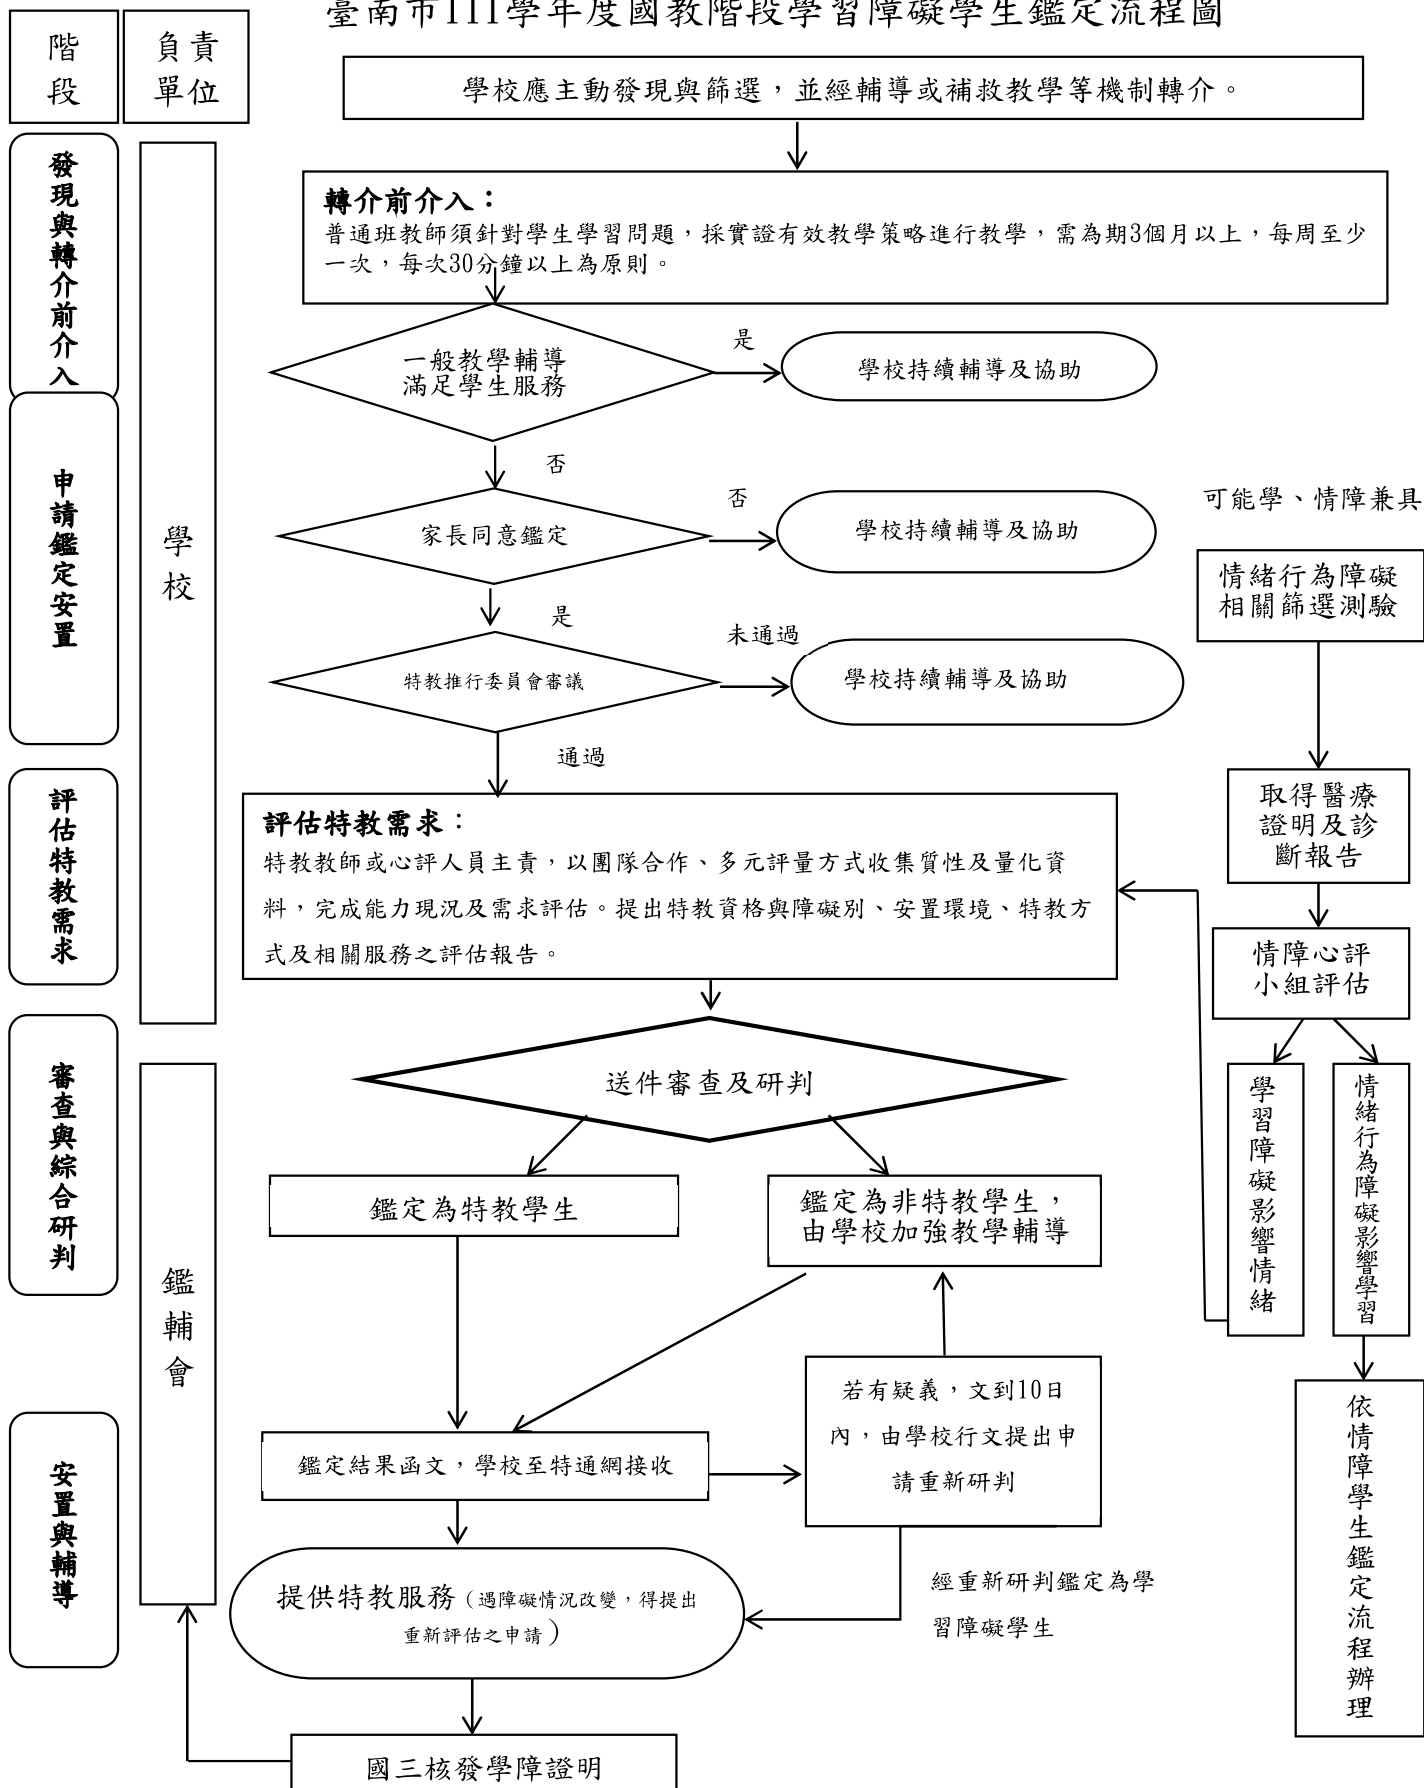 臺南市111學年度國教階段學習障礙學生鑑定流程圖
階
段
負責
單位
學校應主動發現與篩選，並經輔導或補救教學等機制轉介。
發現與轉介前介入
轉介前介入：
普通班教師須針對學生學習問題，採實證有效教學策略進行教學，需為期3個月以上，每周至少
一次，每次30分鐘以上為原則。
一般教學輔導
滿足學生服務
是
學校持續輔導及協助
否
申請鑑定安置
學校
家長同意鑑定
否
學校持續輔導及協助
可能學、情障兼具
情緒行為障礙
相關篩選測驗
是
特教推行委員會審議
未通過
學校持續輔導及協助
通過
評估特教需求
評估特教需求：
特教教師或心評人員主責，以團隊合作、多元評量方式收集質性及量化資
料，完成能力現況及需求評估。提出特教資格與障礙別、安置環境、特教方
式及相關服務之評估報告。
取得醫療
證明及診
斷報告
情障心評
小組評估
審查與綜合研判
送件審查及研判
學習障礙影響情緒
情緒行為障礙影響學習
鑑定為特教學生
鑑定為非特教學生，
由學校加強教學輔導
鑑輔會
若有疑義，文到10日
內，由學校行文提出申
請重新研判
依情障學生鑑定流程辦理
安置與輔導
鑑定結果函文，學校至特通網接收
提供特教服務（遇障礙情況改變，得提出
重新評估之申請）
經重新研判鑑定為學
習障礙學生
國三核發學障證明